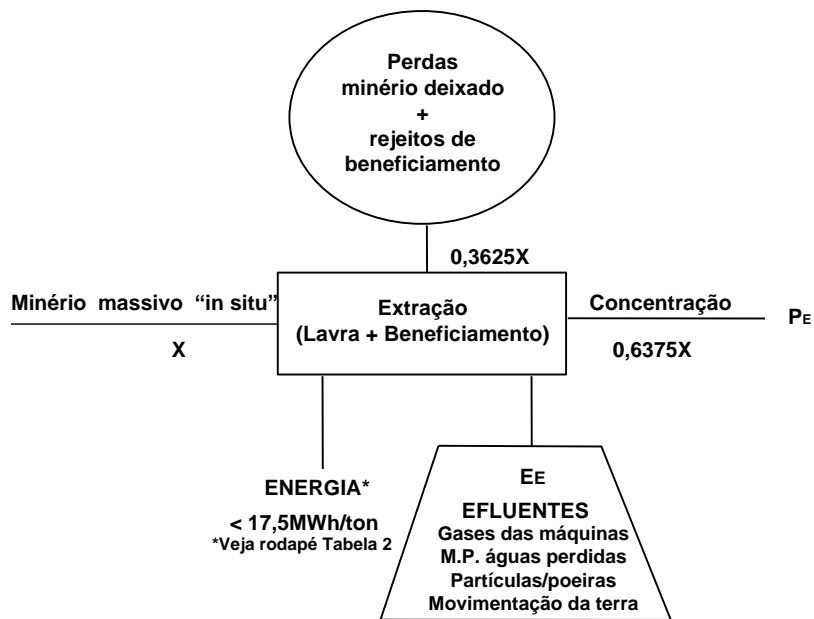 Perdas
minério deixado
+
rejeitos de
beneficiamento
0,3625X
Minério massivo “in situ”
X
Extração
(Lavra + Beneficiamento)
Concentração
0,6375X
PE
ENERGIA*
< 17,5MWh/ton
*Veja rodapé Tabela 2
EE
EFLUENTES
Gases das máquinas
M.P. águas perdidas
Partículas/poeiras
Movimentação da terra